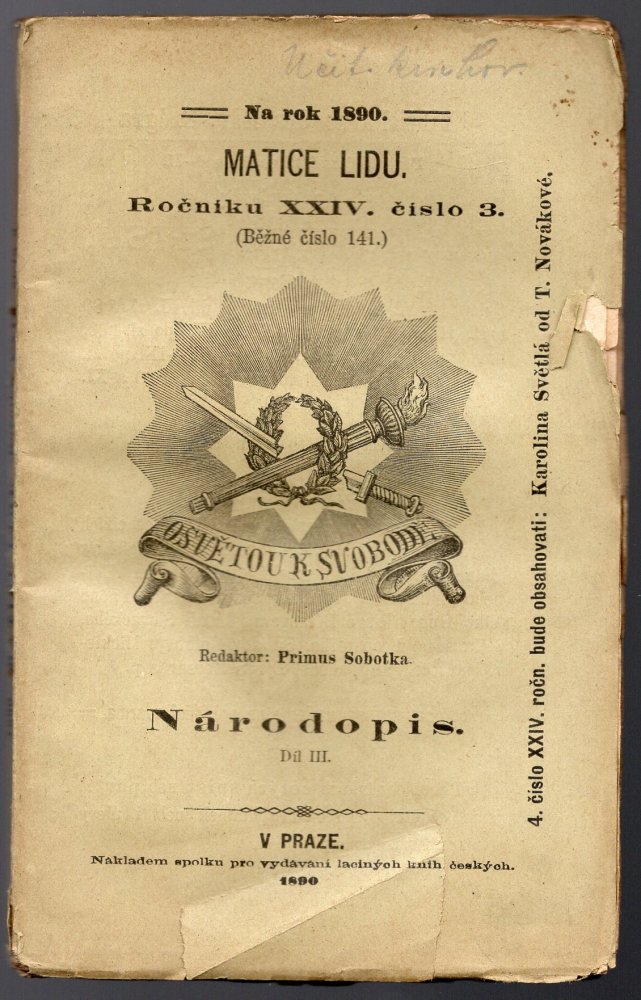 Na rok 1890.
MATICE LIDU.
Ročníku XXIV. číslo 3.
(Běžné číslo 141.)
OSVĚTOU K SVOBODĚ.
Redaktor: Primus Sobotka.
Národopis.
Díl III.
V PRAZE.
Nákladem spolku pro vydávání laciných knih českých.
1890
4. číslo XXIV. ročn. bude obsahovati: Karolina Světlá od T. Novákové.